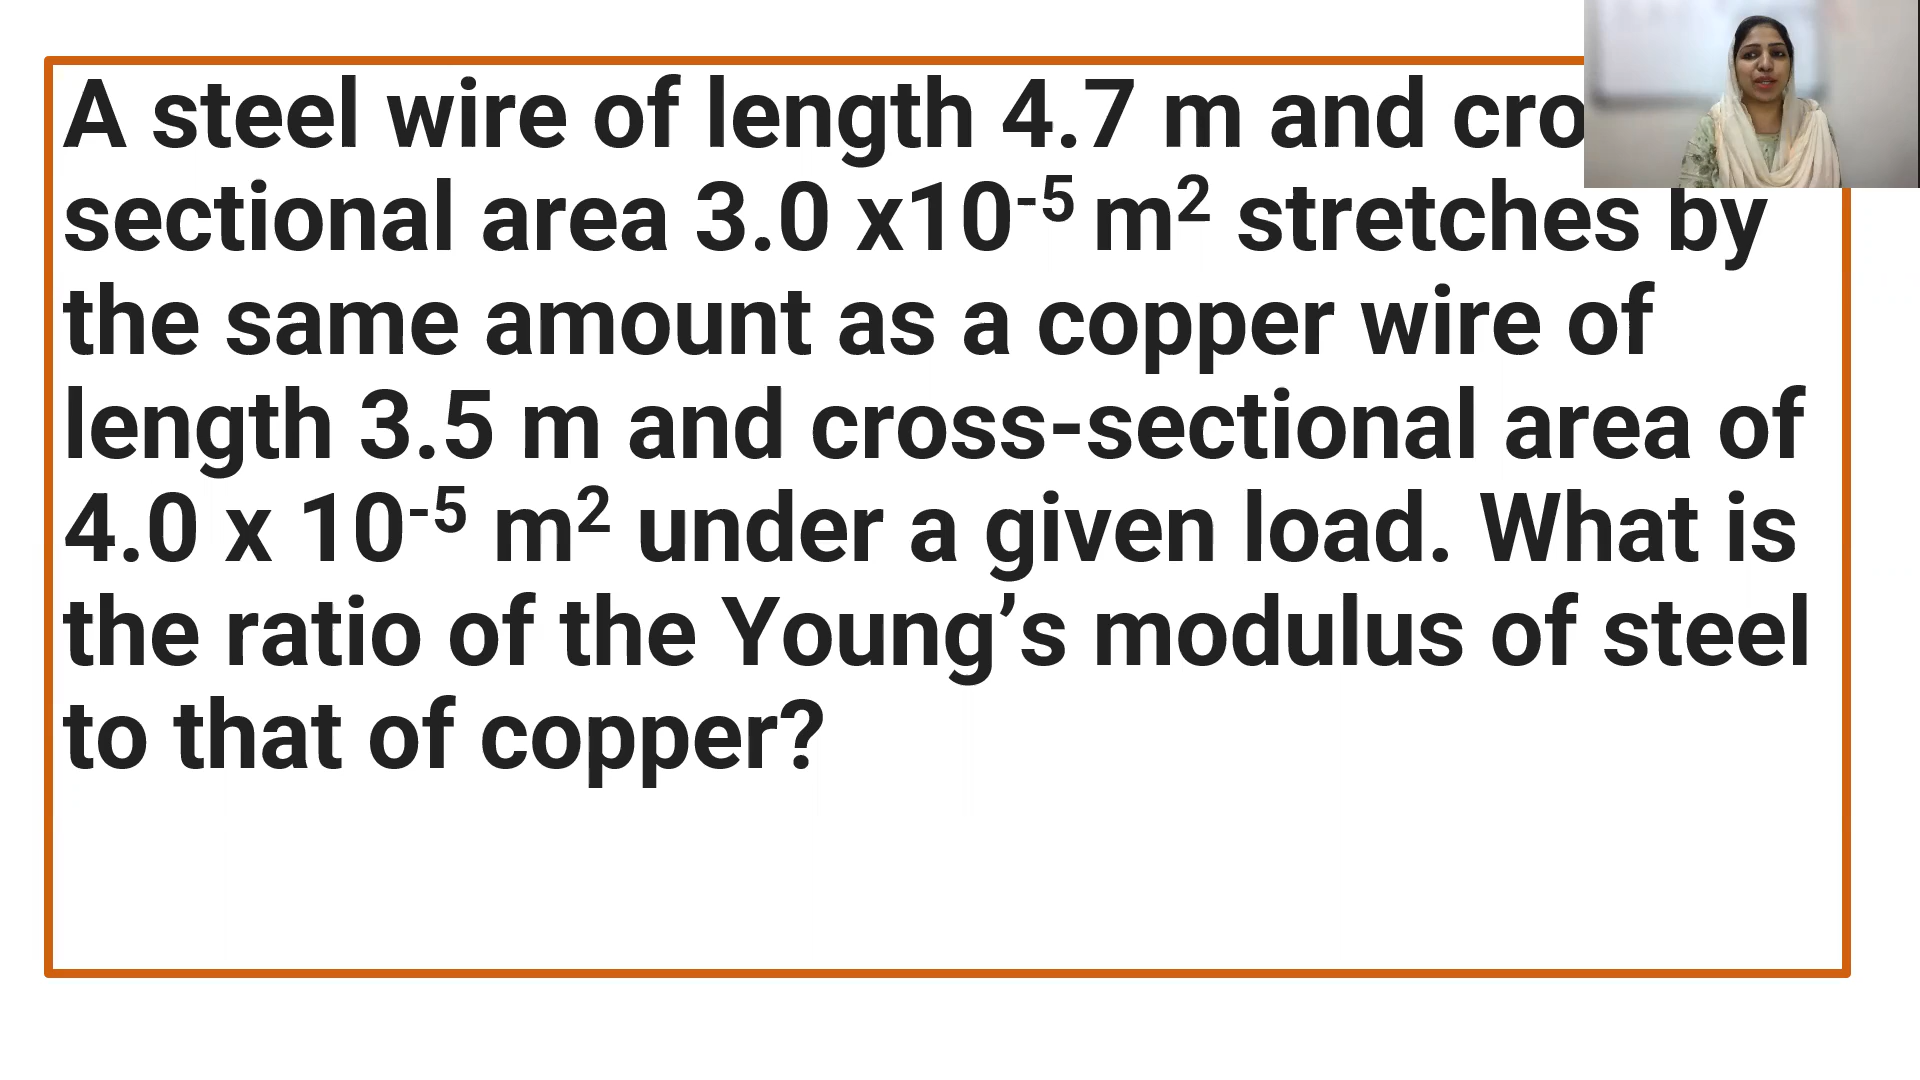 A steel wire of length 4.7 m and cro
sectional area 3.0 x10⁻⁵ m² stretches by
the same amount as a copper wire of
length 3.5 m and cross-sectional area of
4.0 x 10⁻⁵ m² under a given load. What is
the ratio of the Young’s modulus of steel
to that of copper?